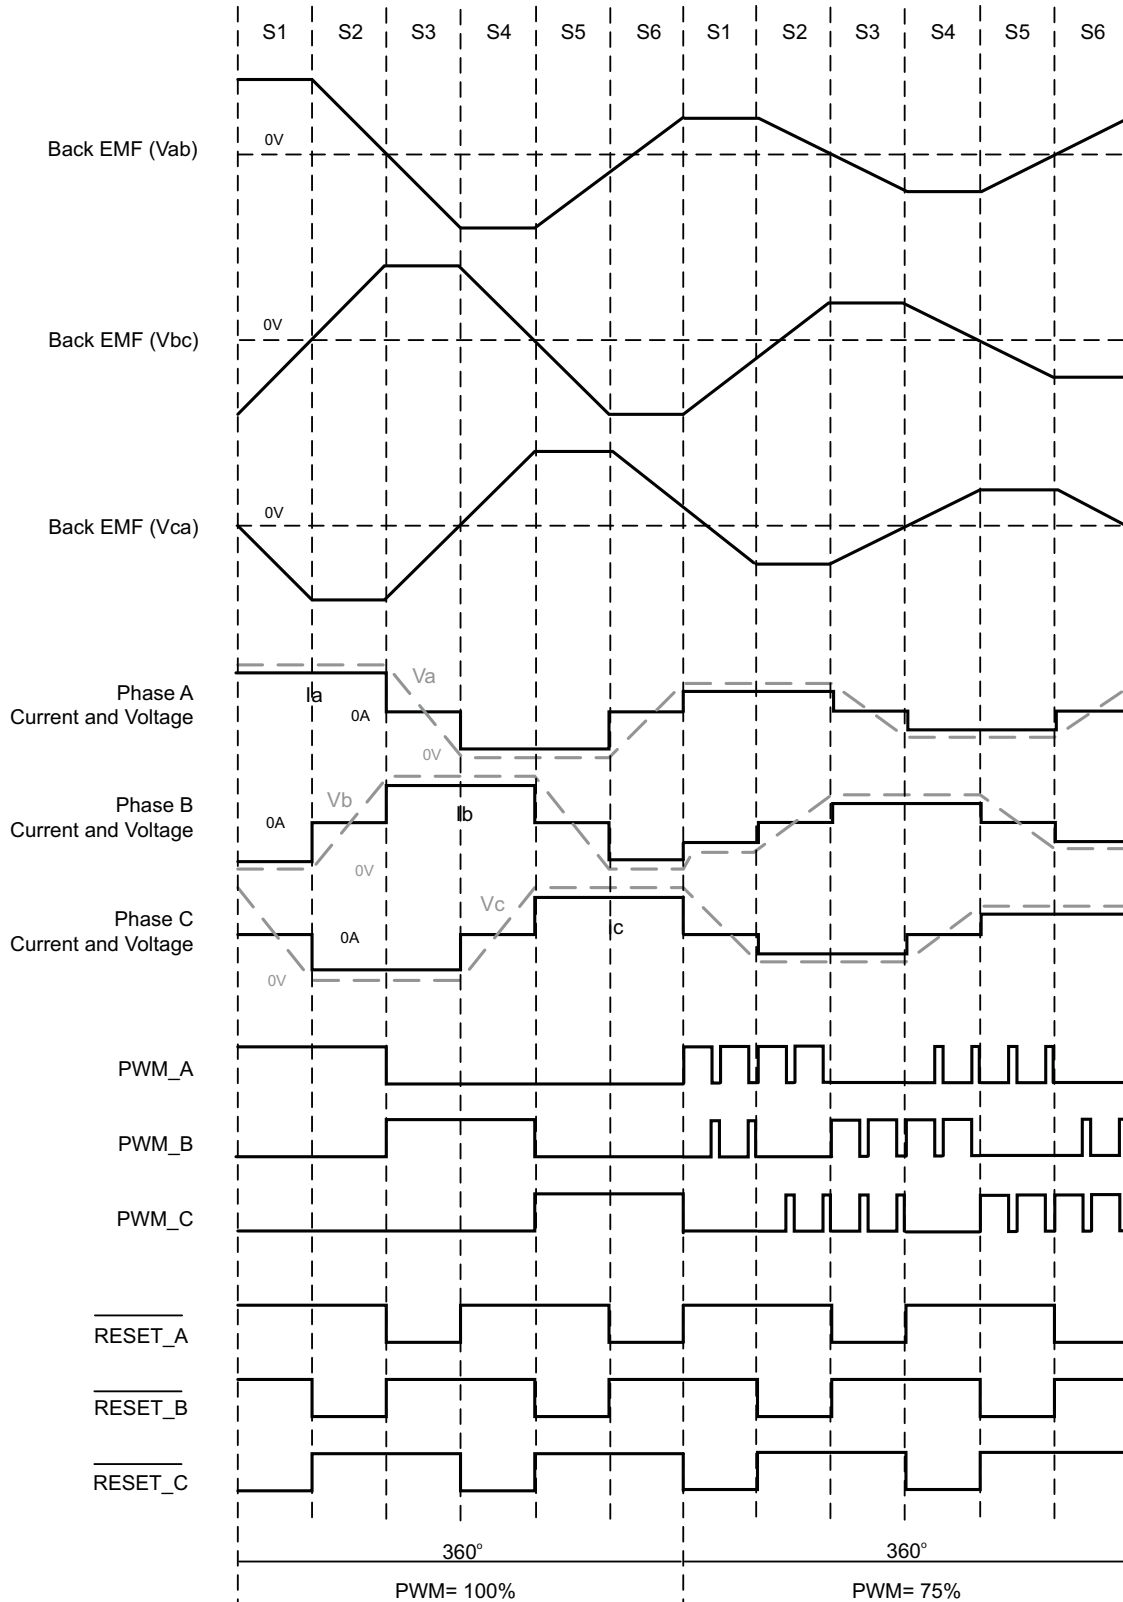 S1 S2 S3 S4 S5 S6 S1 S2 S3 S4 S5 S6
Back EMF (Vab)
0V
Back EMF (Vbc)
0V
Back EMF (Vca)
0V
Phase A
Current and Voltage
Va
Ia
0A
0V
Phase B
Current and Voltage
Vb
Ib
0A
0V
Phase C
Current and Voltage
Vc
Ic
0A
0V
PWM_A
PWM_B
PWM_C
RESET_A
RESET_B
RESET_C
360° 360°
PWM= 100% PWM= 75%